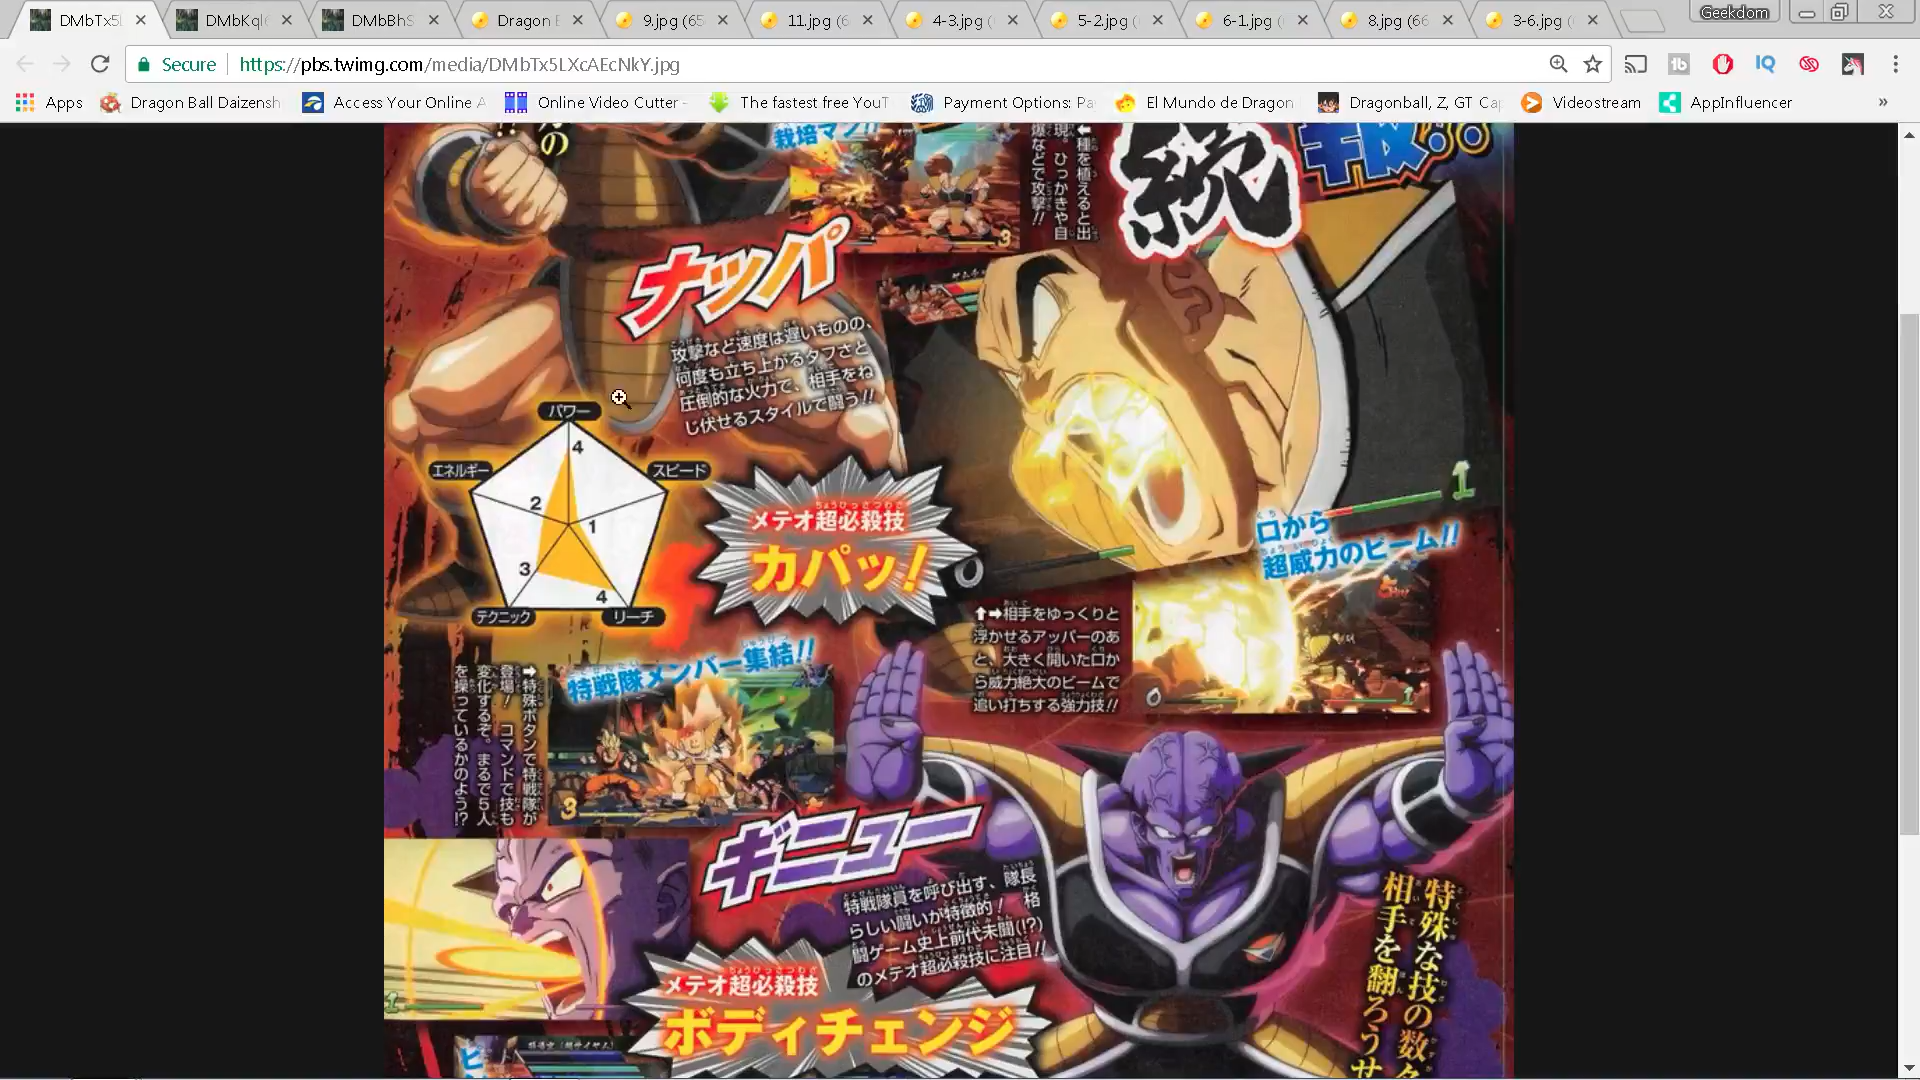 DMbTx5l
DMbKql
DMbBhS
Dragon
9.jpg (65
11.jpg (6
4-3.jpg (
5-2.jpg (
6-1.jpg (
8.jpg (66
3-6.jpg (
Geekdom
Secure
https://pbs.twimg.com/media/DMbTx5LXcAEcNkY.jpg
Apps
Dragon Ball Daizensh
Access Your Online A
Online Video Cutter -
The fastest free YouT
Payment Options: Pa
El Mundo de Dragon
Dragonball, Z, GT Ca
Videostream
AppInfluencer
»
の
栽培マン!!
3
⬅種を植えると出
現。ひっかきや自
爆などで攻撃!!
続
ナッパ
攻撃など速度は遅いものの、
何度も立ち上がるタフさと
圧倒的な火力で、相手をね
じ伏せるスタイルで闘う!!
パワー
4
エネルギー
スピード
2
1
3
4
テクニック
リーチ
メテオ超必殺技
カパッ!
0
1
口から
超威力のビーム!!
⬆➡相手をゆっくりと
浮かせるアッパーのあ
と、大きく開いた口か
ら威力絶大のビームで
追い打ちする強力技!!
0
1
特戦隊メンバー集結!!
3
➡特殊ボタンで特戦隊が
登場! コマンドで技も
変化するぞ。まるで5人
を操っているかのよう!?
ギニュー
特戦隊員を呼び出す、隊長
らしい闘いが特徴的! 格
闘ゲーム史上前代未聞(!?)
のメテオ超必殺技に注目!!
1
メテオ超必殺技
ボディチェンジ
特殊な技の数々
相手を翻ろうせ